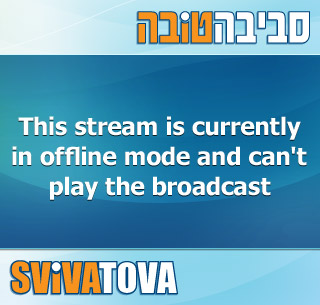 סביבהטובה
This stream is currently
in offline mode and can't
play the broadcast
SViVATOVA